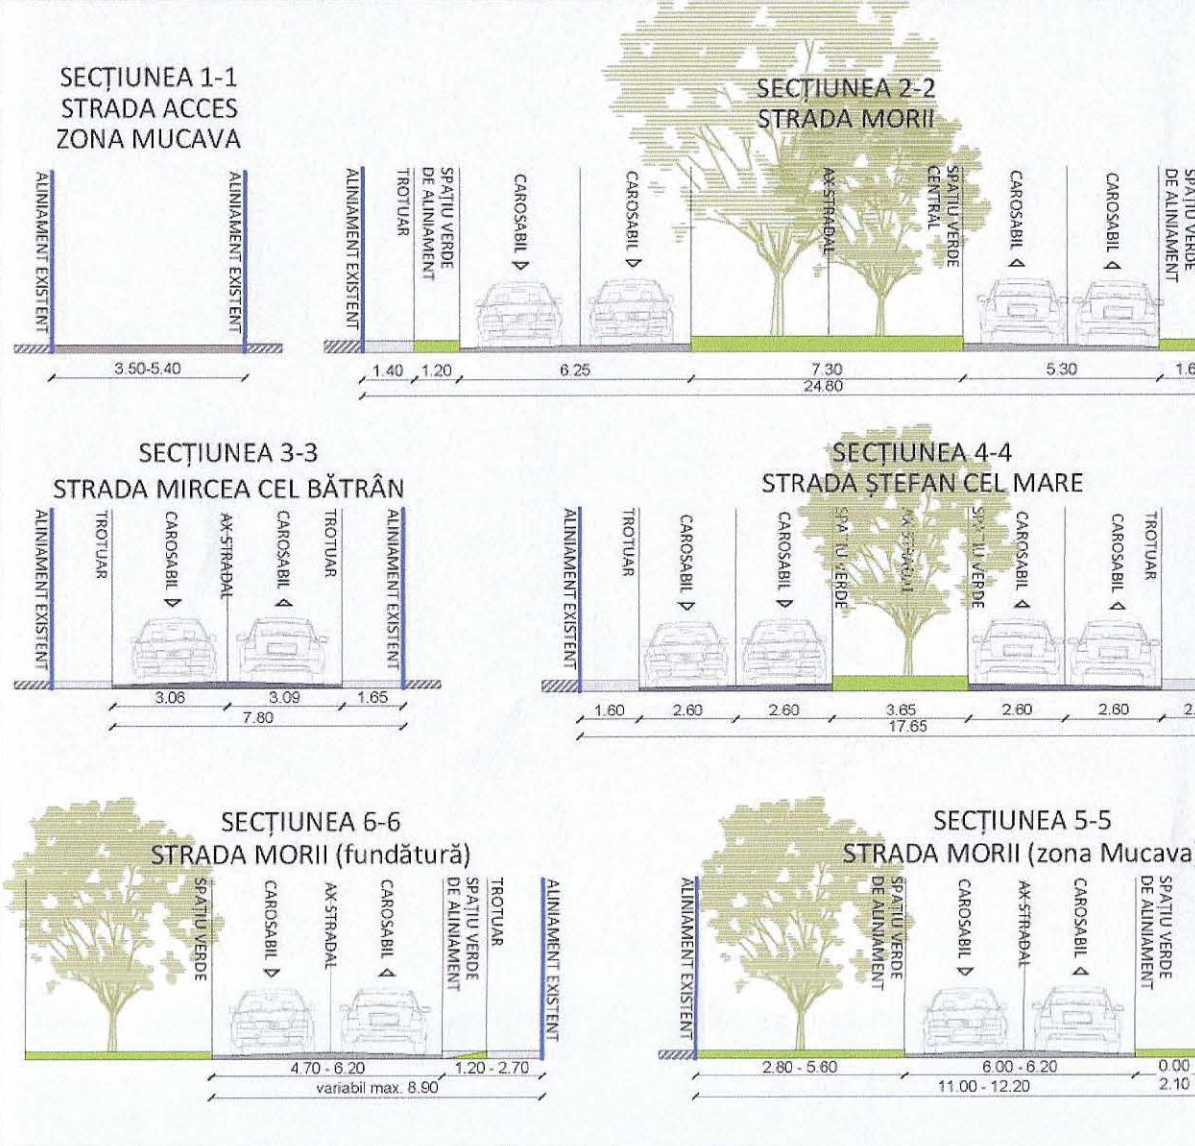 SECȚIUNEA 1-1
STRADA ACCES
ZONA MUCAVA
ALINIAMENT EXISTENT
ALINIAMENT EXISTENT
3.50-5.40
SECȚIUNEA 2-2
STRADA MORII
ALINIAMENT EXISTENT
TROTUAR
SPAȚIU VERDE
DE ALINIAMENT
CAROSABIL
CAROSABIL
AX STRADAL
SPAȚIU VERDE
CENTRAL
CAROSABIL
CAROSABIL
SPAȚIU VERDE
DE ALINIAMENT
1.40 1.20 6.25 7.30 5.30
24.80
SECȚIUNEA 3-3
STRADA MIRCEA CEL BĂTRÂN
ALINIAMENT EXISTENT
TROTUAR
CAROSABIL
AX STRADAL
CAROSABIL
TROTUAR
ALINIAMENT EXISTENT
3.06 3.09 1.65
7.80
SECȚIUNEA 4-4
STRADA ȘTEFAN CEL MARE
ALINIAMENT EXISTENT
TROTUAR
CAROSABIL
CAROSABIL
SPAȚIU VERDE
AX STRADAL
SPAȚIU VERDE
CAROSABIL
CAROSABIL
TROTUAR
1.60 2.60 2.60 3.65 2.60 2.60
17.65
SECȚIUNEA 6-6
STRADA MORII (fundătură)
SPAȚIU VERDE
CAROSABIL
AX STRADAL
CAROSABIL
SPAȚIU VERDE
DE ALINIAMENT
TROTUAR
ALINIAMENT EXISTENT
4.70 - 6.20 1.20 - 2.70
variabil max. 8.90
SECȚIUNEA 5-5
STRADA MORII (zona Mucava)
ALINIAMENT EXISTENT
SPAȚIU VERDE
DE ALINIAMENT
CAROSABIL
AX STRADAL
CAROSABIL
SPAȚIU VERDE
DE ALINIAMENT
2.80 - 5.60 6.00 - 6.20 0.00
11.00 - 12.20 2.10